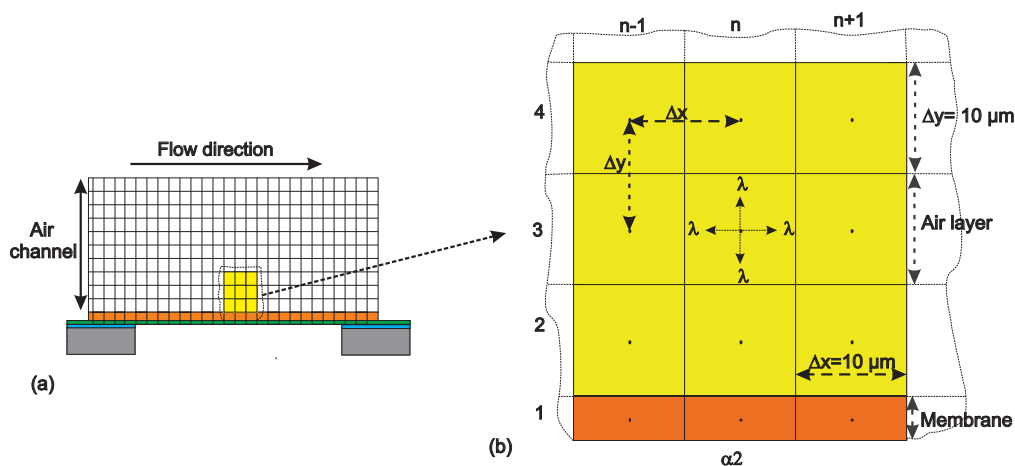 Flow direction
Air
channel
(a)
n-1 n n+1
4
Δx
Δy= 10 µm
Δy
3
λ
λ λ
λ
Air layer
2
Δx=10 µm
1
Membrane
(b)
α2